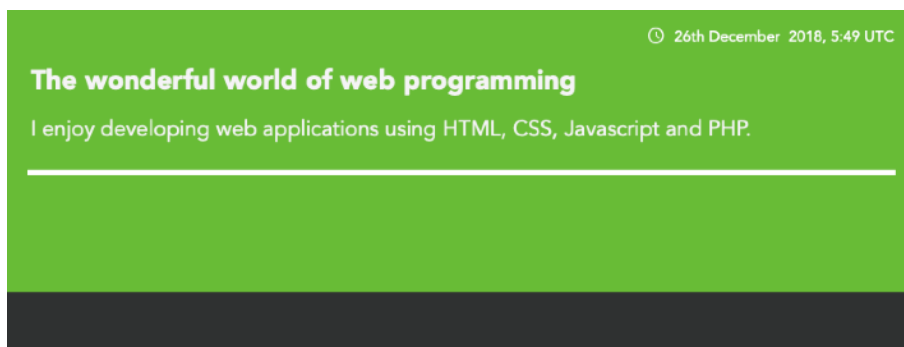 26th December 2018, 5:49 UTC
The wonderful world of web programming
I enjoy developing web applications using HTML, CSS, Javascript and PHP.